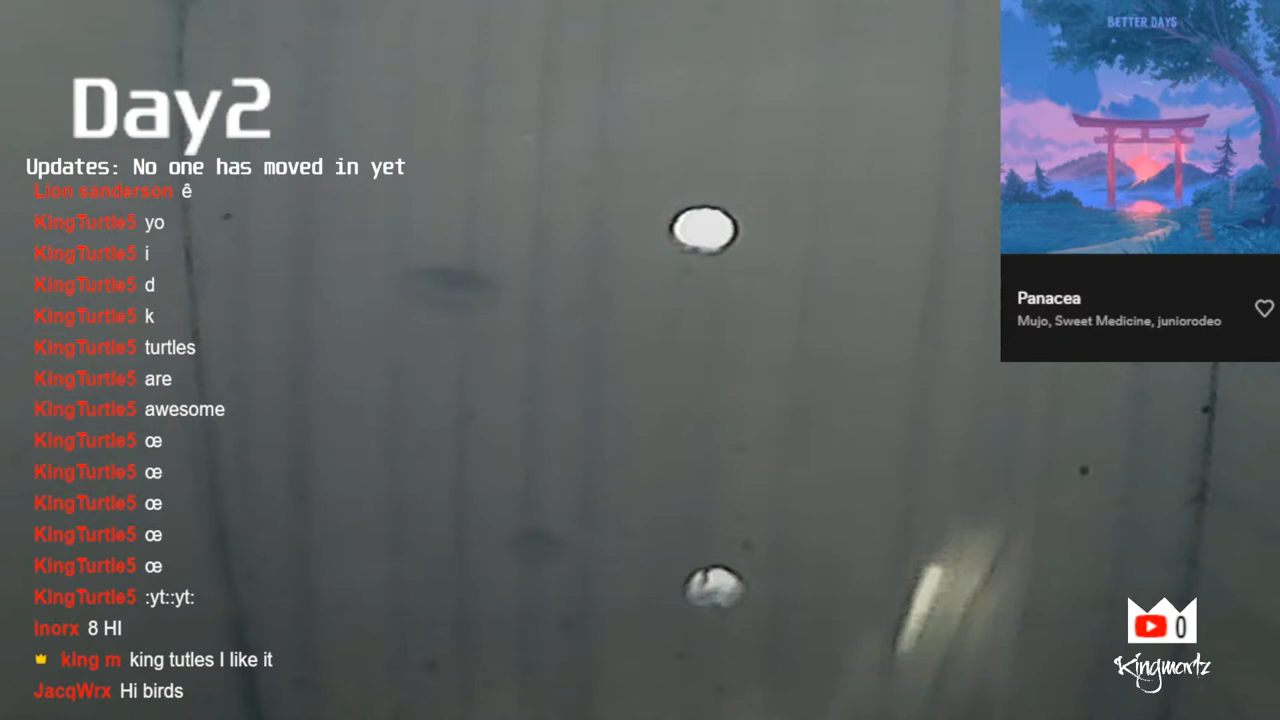 Day2
Updates: No one has moved in yet
Lion sanderson ê
KingTurtle5 yo
KingTurtle5 i
KingTurtle5 d
KingTurtle5 k
KingTurtle5 turtles
KingTurtle5 are
KingTurtle5 awesome
KingTurtle5 œ
KingTurtle5 œ
KingTurtle5 œ
KingTurtle5 œ
KingTurtle5 œ
KingTurtle5 :yt::yt:
Inorx 8 HI
king m king tutles I like it
JacqWrx Hi birds
BETTER DAYS
Panacea
Mujo, Sweet Medicine, juniorodeo
0
Kingmartz